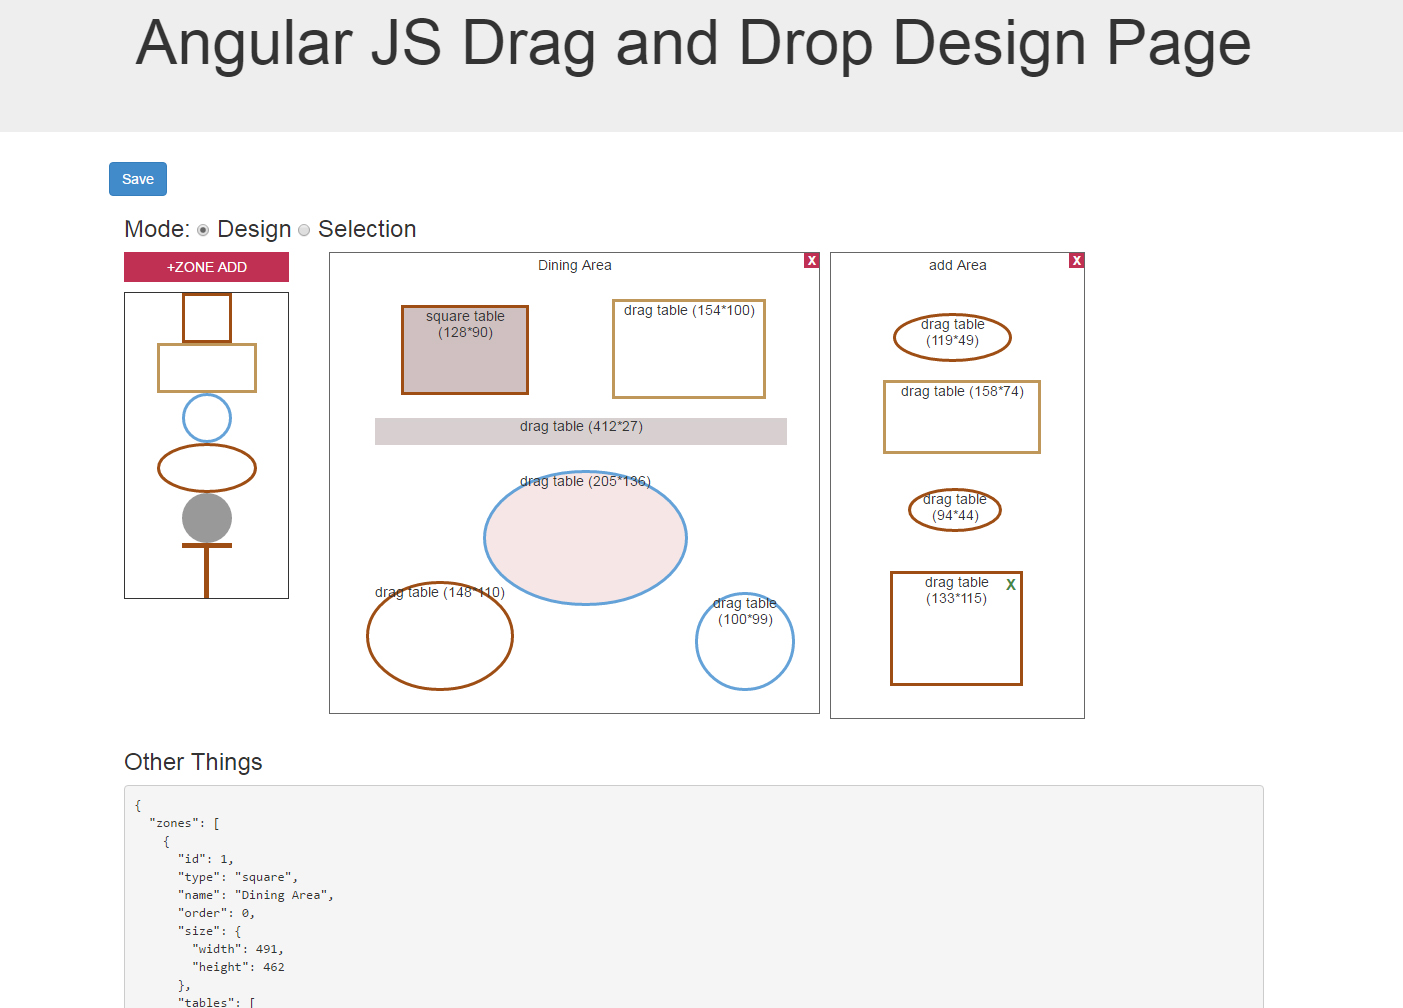 Angular JS Drag and Drop Design Page
Save
Mode: Design Selection
+ZONE ADD
Dining Area
X
square table
(128*90)
drag table (154*100)
drag table (412*27)
drag table (205*136)
drag table (148*110)
drag table
(100*99)
add Area
X
drag table
(119*49)
drag table (158*74)
drag table
(94*44)
drag table X
(133*115)
Other Things
{
"zones": [
{
"id": 1,
"type": "square",
"name": "Dining Area",
"order": 0,
"size": {
"width": 491,
"height": 462
},
"tables": [